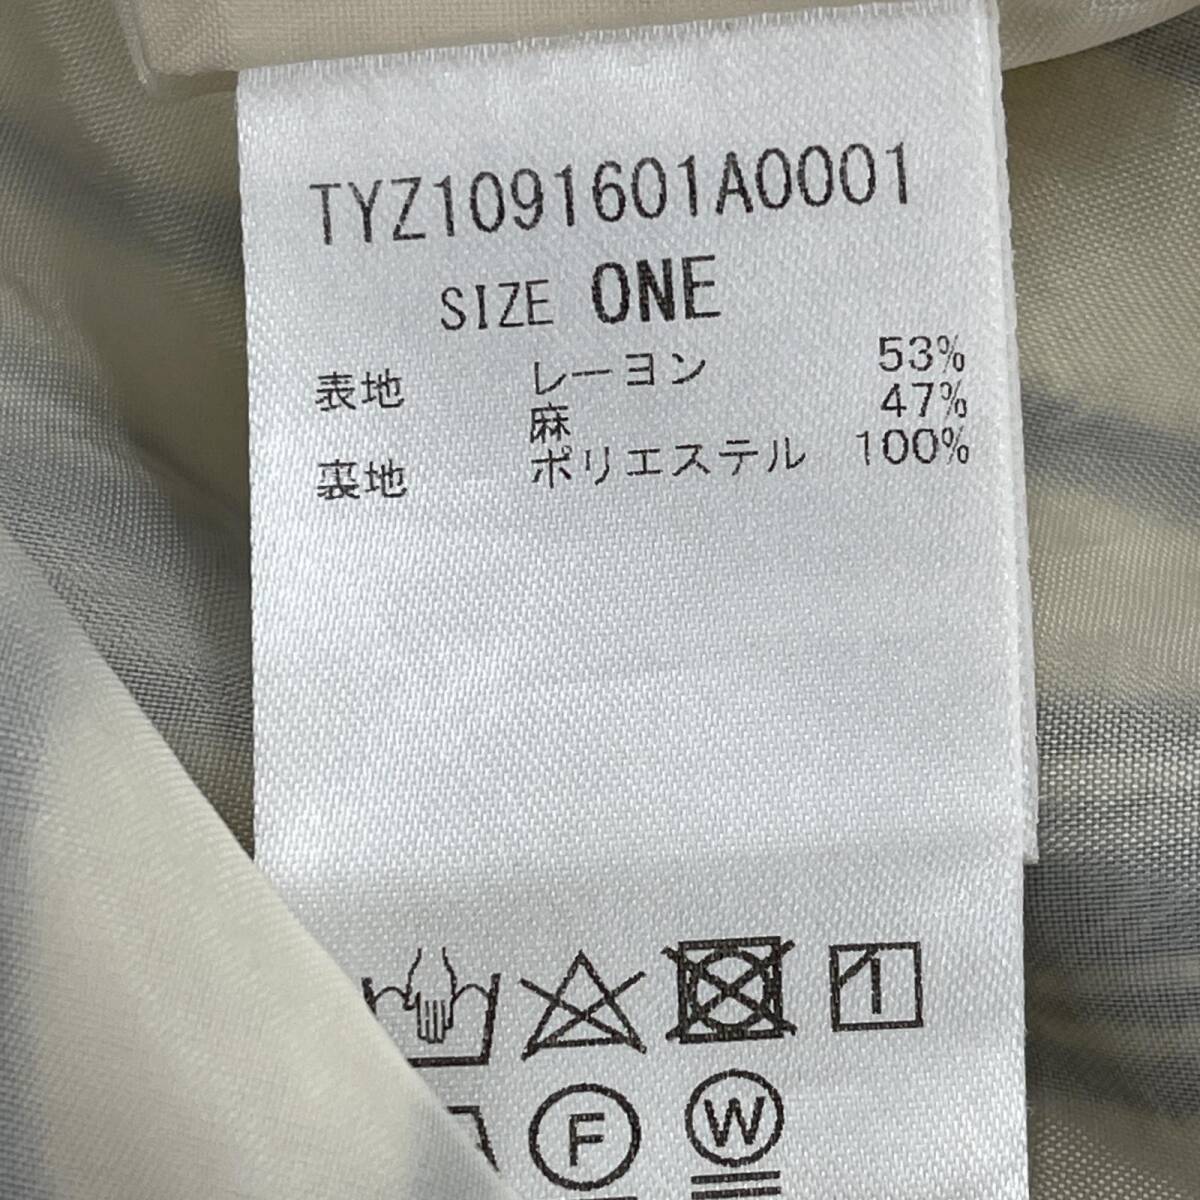 TYZ1091601A0001
SIZE ONE
表地 レーヨン 53%
麻 47%
裏地 ポリエステル 100%
F W